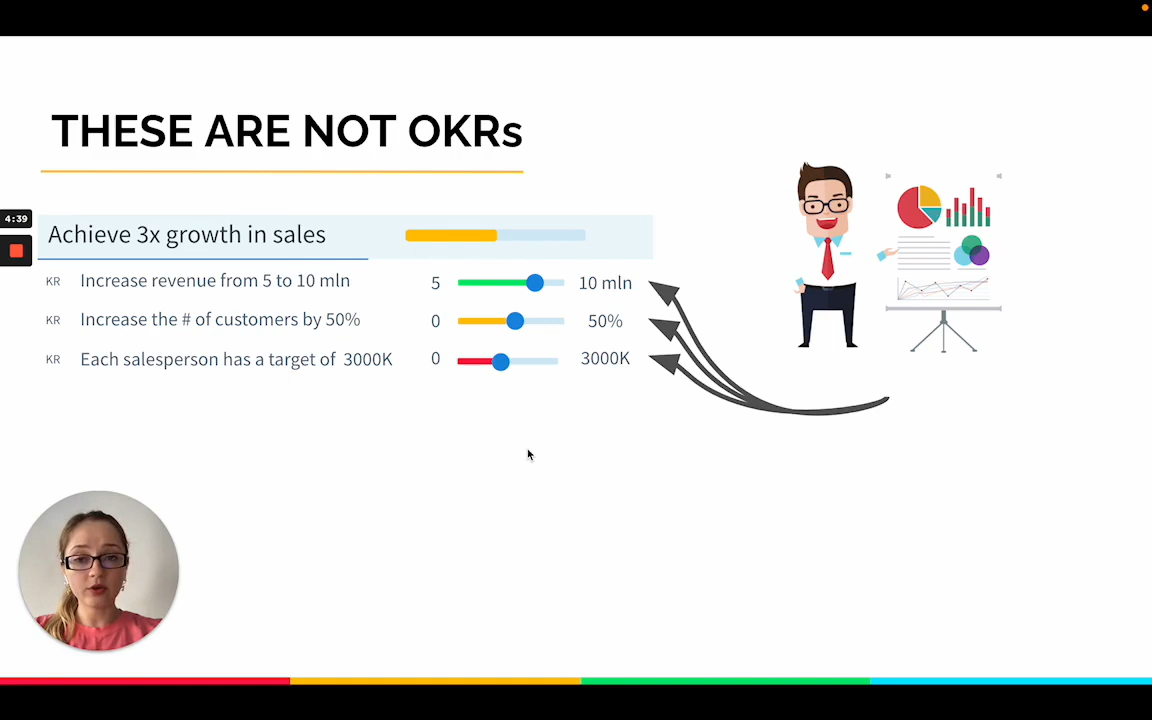 THESE ARE NOT OKRs
4:39
Achieve 3x growth in sales
KR Increase revenue from 5 to 10 mln 5 10 mln
KR Increase the # of customers by 50% 0 50%
KR Each salesperson has a target of 3000K 0 3000K